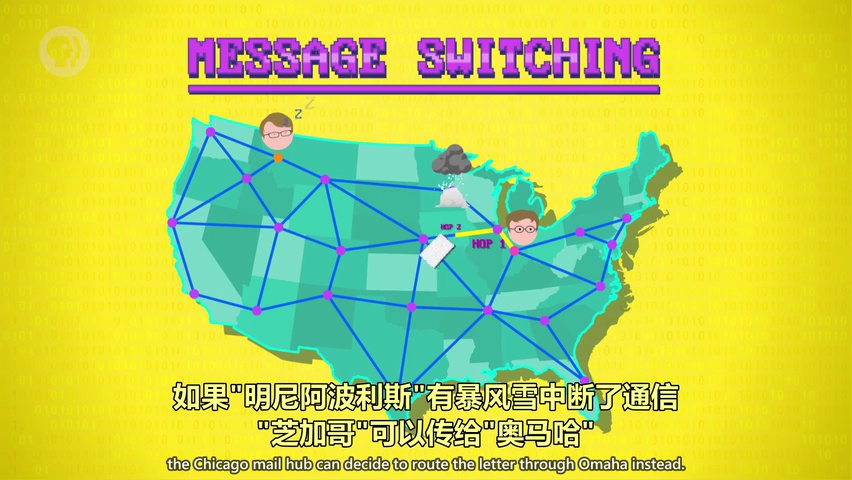 MESSAGE SWITCHING
z
Z
HOP 2
HOP 1
如果"明尼阿波利斯"有暴风雪中断了通信
"芝加哥"可以传给"奥马哈"
the Chicago mail hub can decide to route the letter through Omaha instead.